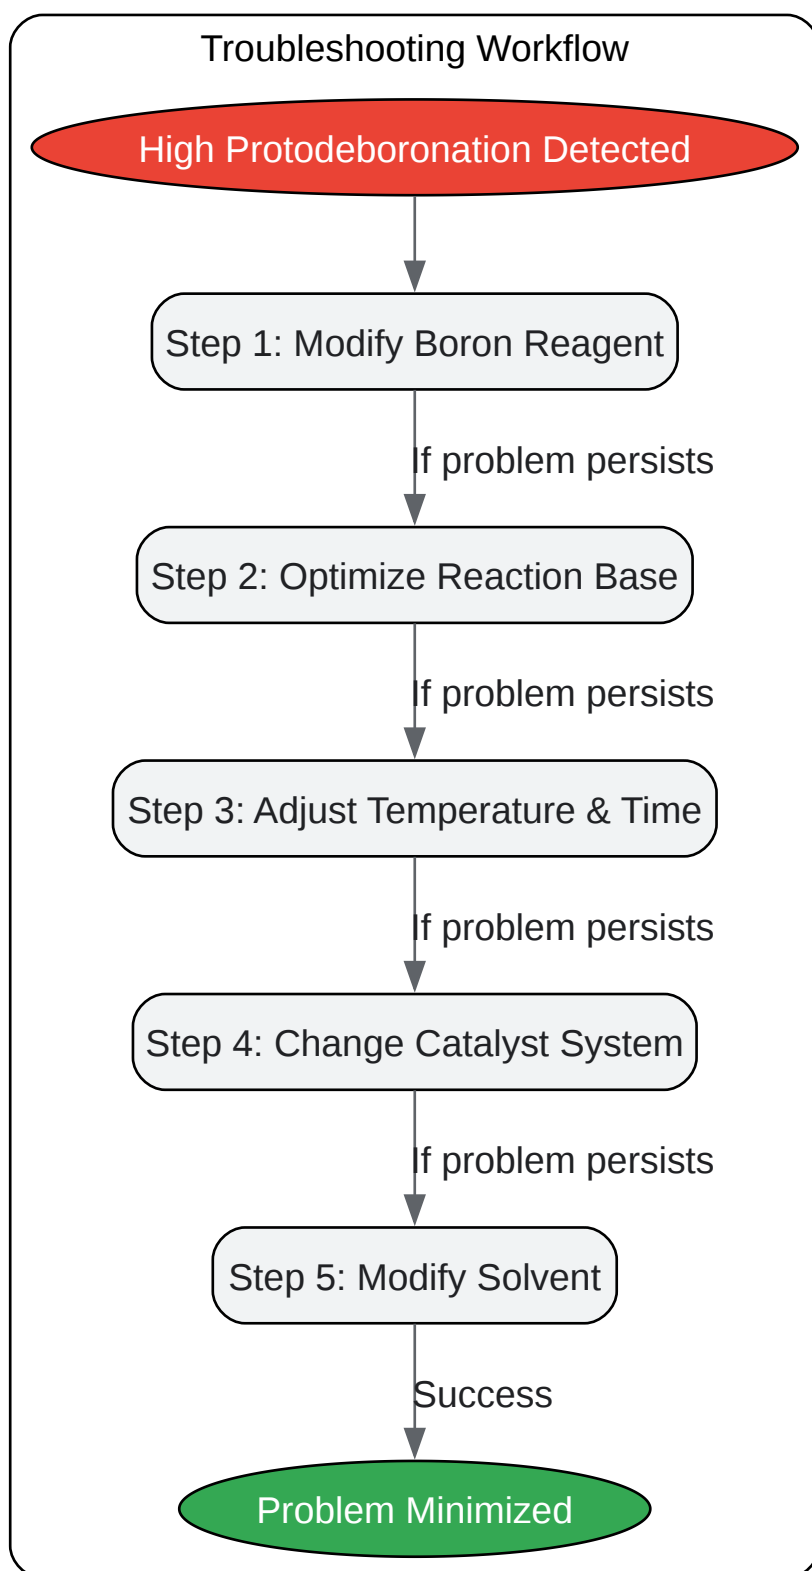 Troubleshooting Workflow
High Protodeboronation Detected
Step 1: Modify Boron Reagent
If problem persists
Step 2: Optimize Reaction Base
If problem persists
Step 3: Adjust Temperature & Time
If problem persists
Step 4: Change Catalyst System
If problem persists
Step 5: Modify Solvent
Success
Problem Minimized